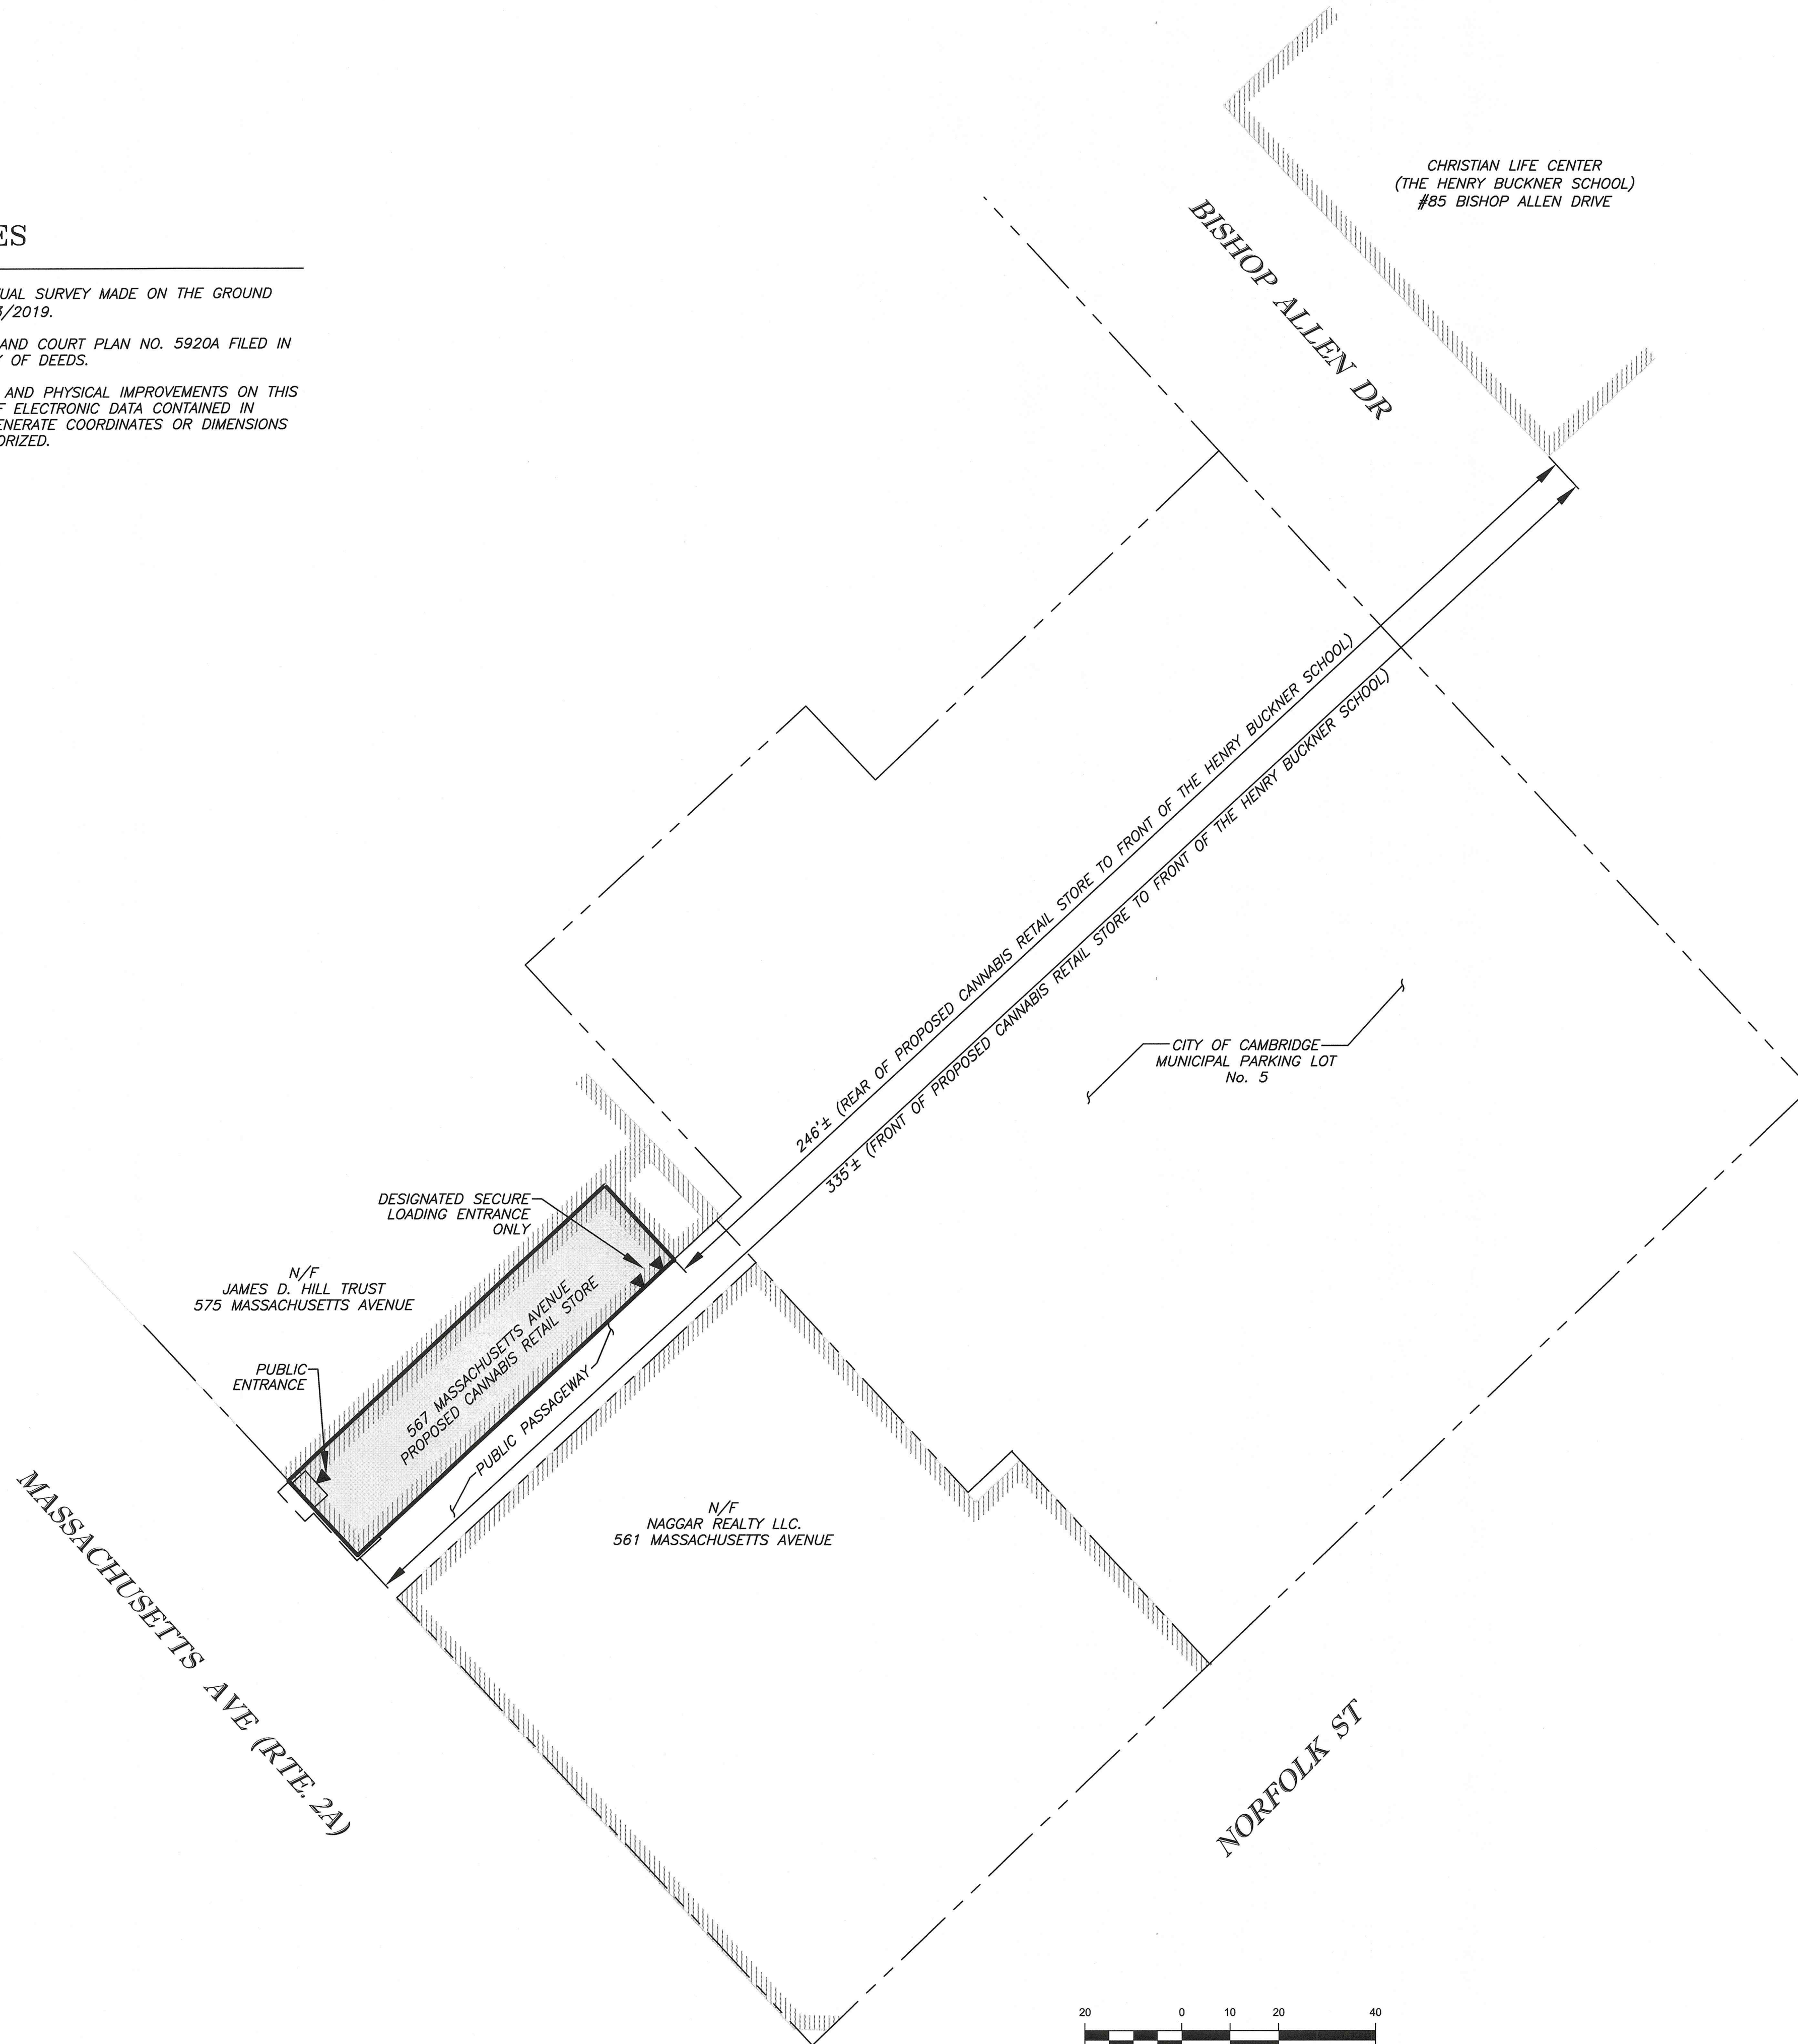 ES
UAL SURVEY MADE ON THE GROUND
/2019.
AND COURT PLAN NO. 5920A FILED IN
OF DEEDS.
AND PHYSICAL IMPROVEMENTS ON THIS
ELECTRONIC DATA CONTAINED IN
ENERATE COORDINATES OR DIMENSIONS
ORIZED.
CHRISTIAN LIFE CENTER
(THE HENRY BUCKNER SCHOOL)
#85 BISHOP ALLEN DRIVE
BISHOP ALLEN DR
246'± (REAR OF PROPOSED CANNABIS RETAIL STORE TO FRONT OF THE HENRY BUCKNER SCHOOL)
335'± (FRONT OF PROPOSED CANNABIS RETAIL STORE TO FRONT OF THE HENRY BUCKNER SCHOOL)
CITY OF CAMBRIDGE
MUNICIPAL PARKING LOT
No. 5
DESIGNATED SECURE
LOADING ENTRANCE
ONLY
N/F
JAMES D. HILL TRUST
575 MASSACHUSETTS AVENUE
PUBLIC
ENTRANCE
567 MASSACHUSETTS AVENUE
PROPOSED CANNABIS RETAIL STORE
PUBLIC PASSAGEWAY
N/F
NAGGAR REALTY LLC.
561 MASSACHUSETTS AVENUE
MASSACHUSETTS AVE (RTE. 2A)
NORFOLK ST
20 0 10 20 40